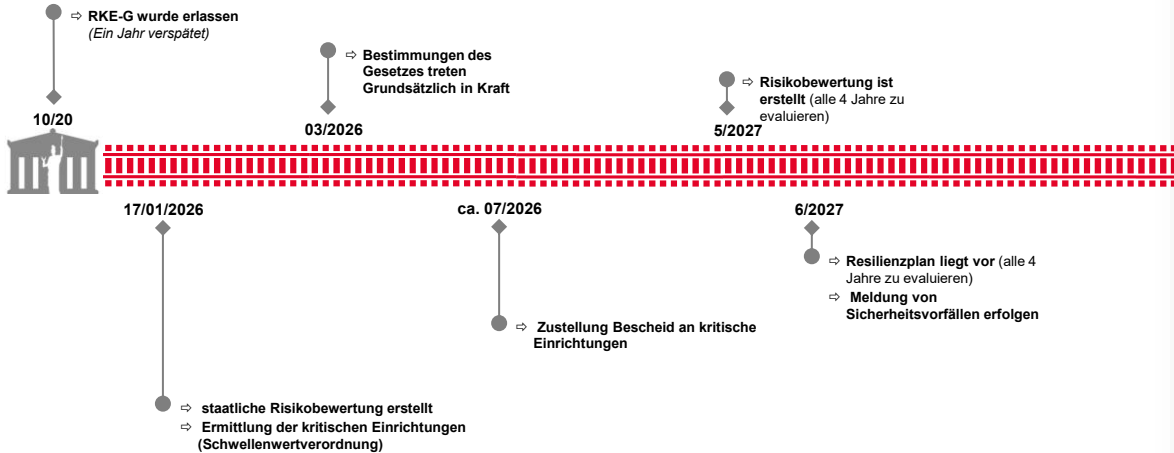 ⇨ RKE-G wurde erlassen
(Ein Jahr verspätet)
10/20
⇨ Bestimmungen des
Gesetzes treten
Grundsätzlich in Kraft
03/2026
⇨ Risikobewertung ist
erstellt (alle 4 Jahre zu
evaluieren)
5/2027
17/01/2026
⇨ staatliche Risikobewertung erstellt
⇨ Ermittlung der kritischen Einrichtungen
(Schwellenwertverordnung)
ca. 07/2026
⇨ Zustellung Bescheid an kritische
Einrichtungen
6/2027
⇨ Resilienzplan liegt vor (alle 4
Jahre zu evaluieren)
⇨ Meldung von
Sicherheitsvorfällen erfolgen